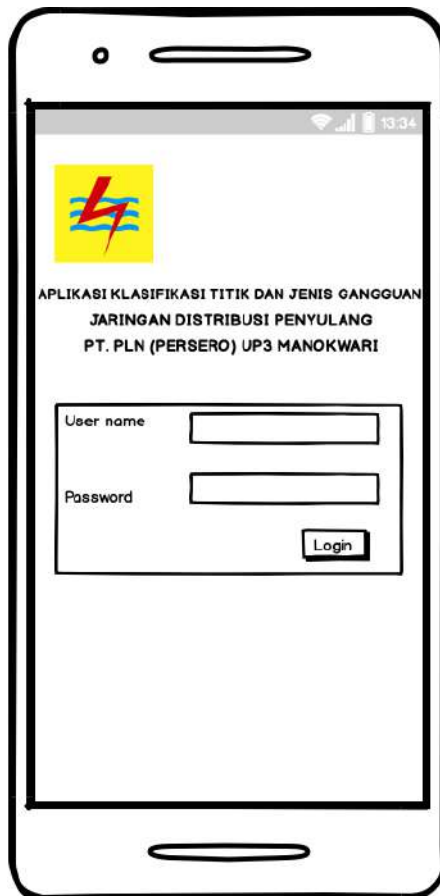 13:34
APLIKASI KLASIFIKASI TITIK DAN JENIS GANGGUAN
JARINGAN DISTRIBUSI PENYULANG
PT. PLN (PERSERO) UP3 MANOKWARI
User name
Password
Login